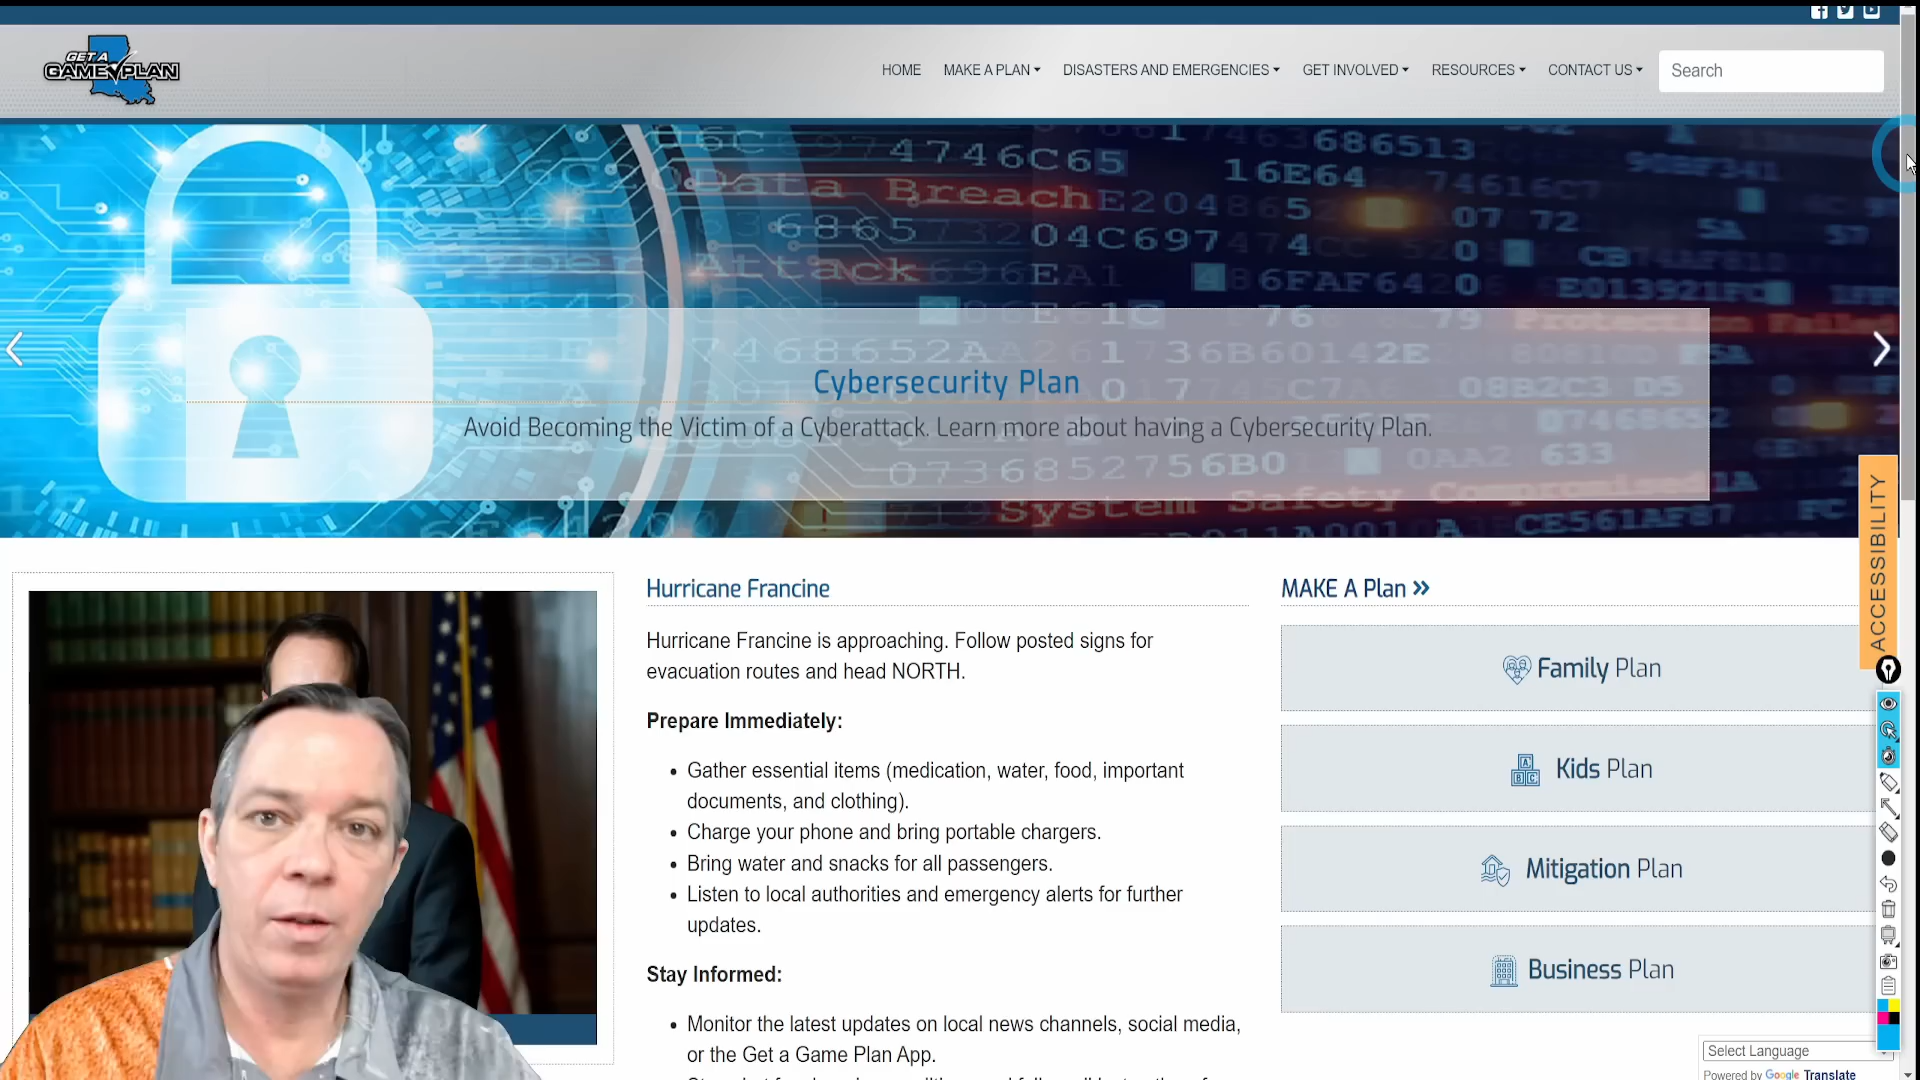 GET A
GAME PLAN
HOME
MAKE A PLAN
DISASTERS AND EMERGENCIES
GET INVOLVED
RESOURCES
CONTACT US
Search
Data Breach
Cyber Attack
Protection Failed
System Safety Compromised
Cybersecurity Plan
Avoid Becoming the Victim of a Cyberattack. Learn more about having a Cybersecurity Plan.
ACCESSIBILITY
Hurricane Francine
Hurricane Francine is approaching. Follow posted signs for
evacuation routes and head NORTH.
Prepare Immediately:
Gather essential items (medication, water, food, important
documents, and clothing).
Charge your phone and bring portable chargers.
Bring water and snacks for all passengers.
Listen to local authorities and emergency alerts for further
updates.
Stay Informed:
Monitor the latest updates on local news channels, social media,
or the Get a Game Plan App.
MAKE A Plan »
Family Plan
Kids Plan
Mitigation Plan
Business Plan
Select Language
Powered by Google Translate